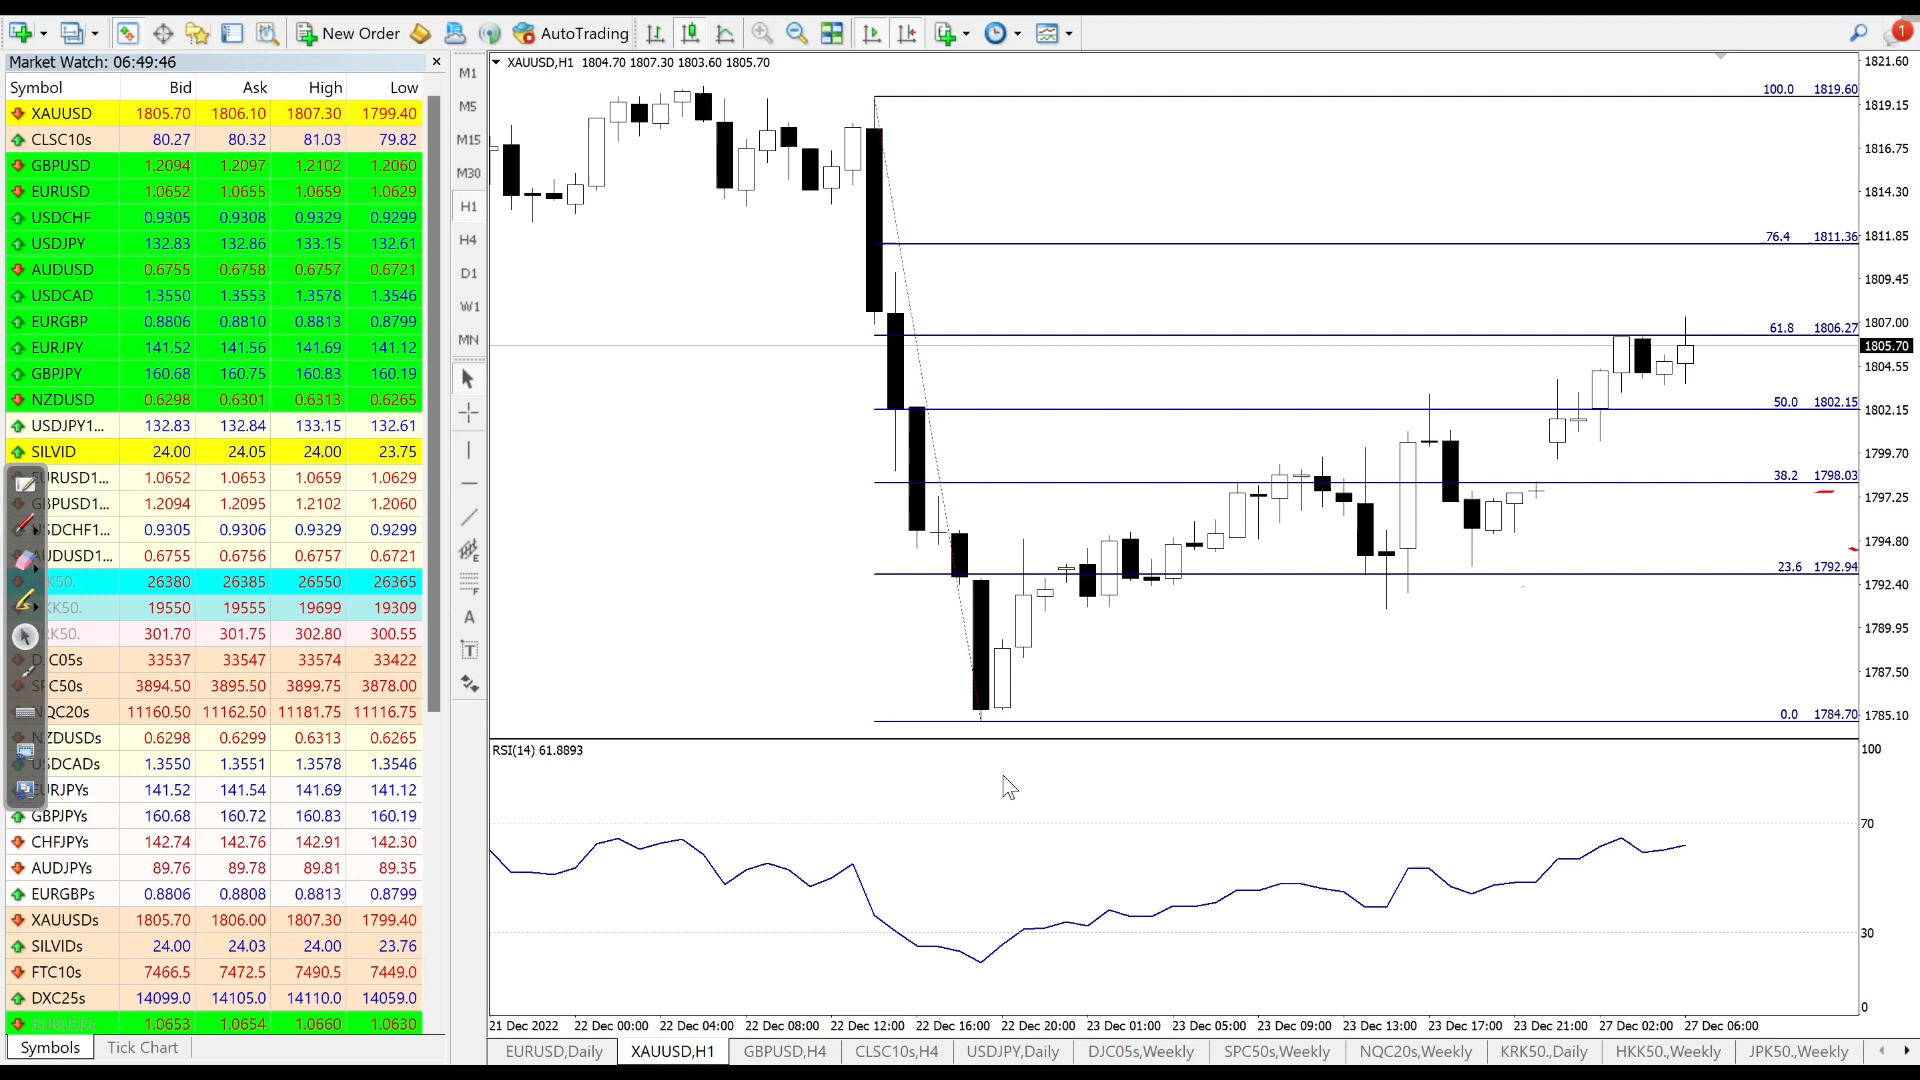 New Order AutoTrading 1
Market Watch: 06:49:46
Symbol Bid Ask High Low
XAUUSD 1805.70 1806.10 1807.30 1799.40
CLSC10s 80.27 80.32 81.03 79.82
GBPUSD 1.2094 1.2097 1.2102 1.2060
EURUSD 1.0652 1.0655 1.0659 1.0629
USDCHF 0.9305 0.9308 0.9329 0.9299
USDJPY 132.83 132.86 133.15 132.61
AUDUSD 0.6755 0.6758 0.6757 0.6721
USDCAD 1.3550 1.3553 1.3578 1.3546
EURGBP 0.8806 0.8810 0.8813 0.8799
EURJPY 141.52 141.56 141.69 141.12
GBPJPY 160.68 160.75 160.83 160.19
NZDUSD 0.6298 0.6301 0.6313 0.6265
USDJPY1... 132.83 132.84 133.15 132.61
SILVID 24.00 24.05 24.00 23.75
URUSD1... 1.0652 1.0653 1.0659 1.0629
GBPUSD1... 1.2094 1.2095 1.2102 1.2060
SDCHF1... 0.9305 0.9306 0.9329 0.9299
AUDUSD1... 0.6755 0.6756 0.6757 0.6721
K50. 26380 26385 26550 26365
KK50. 19550 19555 19699 19309
RK50. 301.70 301.75 302.80 300.55
DJC05s 33537 33547 33574 33422
SPC50s 3894.50 3895.50 3899.75 3878.00
NQC20s 11160.50 11162.50 11181.75 11116.75
NZDUSDs 0.6298 0.6299 0.6313 0.6265
USDCADs 1.3550 1.3551 1.3578 1.3546
EURJPYs 141.52 141.54 141.69 141.12
GBPJPYs 160.68 160.72 160.83 160.19
CHFJPYs 142.74 142.76 142.91 142.30
AUDJPYs 89.76 89.78 89.81 89.35
EURGBPs 0.8806 0.8808 0.8813 0.8799
XAUUSDs 1805.70 1806.00 1807.30 1799.40
SILVIDs 24.00 24.03 24.00 23.76
FTC10s 7466.5 7472.5 7490.5 7449.0
DXC25s 14099.0 14105.0 14110.0 14059.0
EURUSDs 1.0653 1.0654 1.0660 1.0630
Symbols Tick Chart
M1
M5
M15
M30
H1
H4
D1
W1
MN
E
F
A
T
XAUUSD,H1 1804.70 1807.30 1803.60 1805.70
100.0 1819.60
76.4 1811.36
61.8 1806.27
50.0 1802.15
38.2 1798.03
23.6 1792.94
0.0 1784.70
1821.60
1819.15
1816.75
1814.30
1811.85
1809.45
1807.00
1805.70
1804.55
1802.15
1799.70
1797.25
1794.80
1792.40
1789.95
1787.50
1785.10
RSI(14) 61.8893
100
70
30
0
21 Dec 2022 22 Dec 00:00 22 Dec 04:00 22 Dec 08:00 22 Dec 12:00 22 Dec 16:00 22 Dec 20:00 23 Dec 01:00 23 Dec 05:00 23 Dec 09:00 23 Dec 13:00 23 Dec 17:00 23 Dec 21:00 27 Dec 02:00 27 Dec 06:00
EURUSD,Daily XAUUSD,H1 GBPUSD,H4 CLSC10s,H4 USDJPY,Daily DJC05s,Weekly SPC50s,Weekly NQC20s,Weekly KRK50.,Daily HKK50.,Weekly JPK50.,Weekly